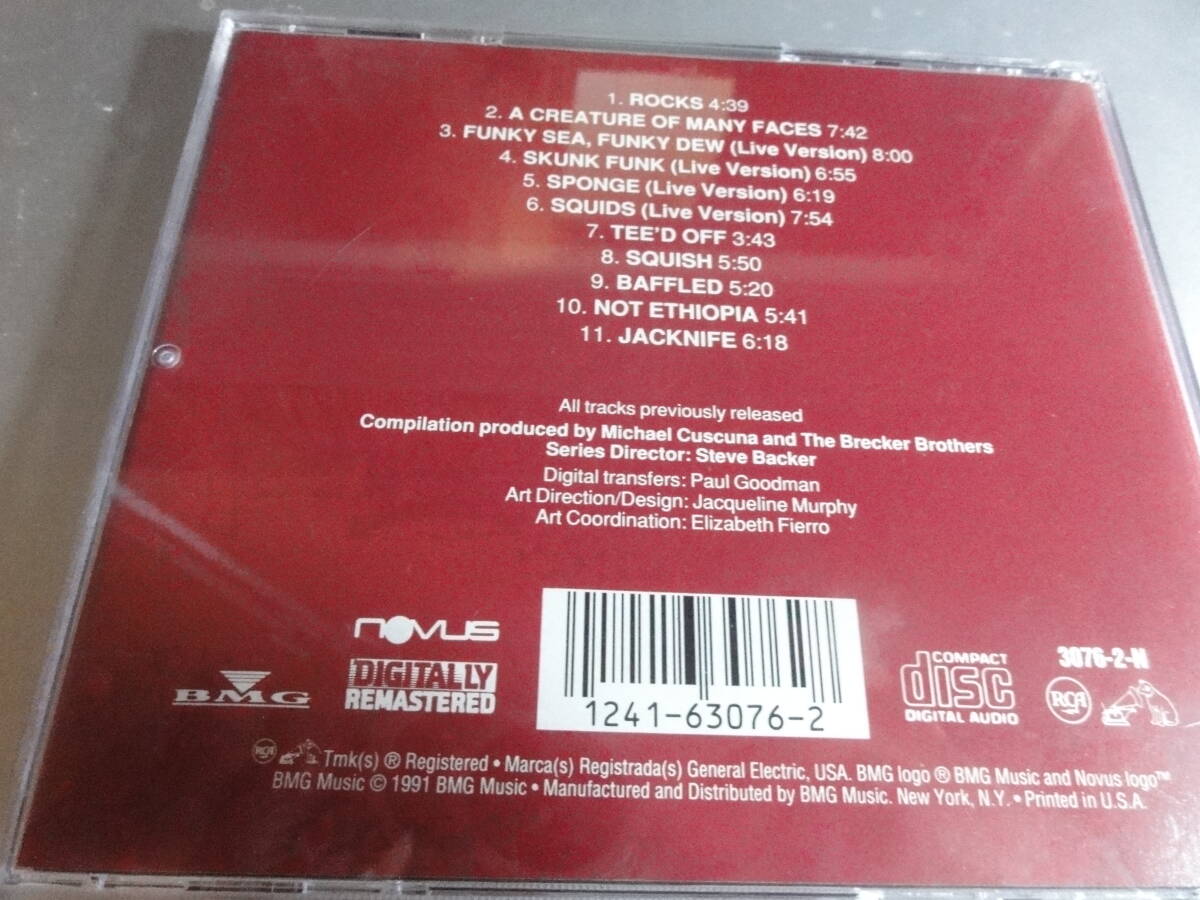 1. ROCKS 4:39
2. A CREATURE OF MANY FACES 7:42
3. FUNKY SEA, FUNKY DEW (Live Version) 8:00
4. SKUNK FUNK (Live Version) 6:55
5. SPONGE (Live Version) 6:19
6. SQUIDS (Live Version) 7:54
7. TEE'D OFF 3:43
8. SQUISH 5:50
9. BAFFLED 5:20
10. NOT ETHIOPIA 5:41
11. JACKNIFE 6:18
All tracks previously released
Compilation produced by Michael Cuscuna and The Brecker Brothers
Series Director: Steve Backer
Digital transfers: Paul Goodman
Art Direction/Design: Jacqueline Murphy
Art Coordination: Elizabeth Fierro
BMG
NOVUS
DIGITALLY
REMASTERED
1241-63076-2
COMPACT
disc
DIGITAL AUDIO
3076-2-N
RCA
RCA Tmk(s) ® Registered • Marca(s) Registrada(s) General Electric, USA. BMG logo ® BMG Music and Novus logo™
BMG Music © 1991 BMG Music • Manufactured and Distributed by BMG Music. New York, N.Y. • Printed in U.S.A.